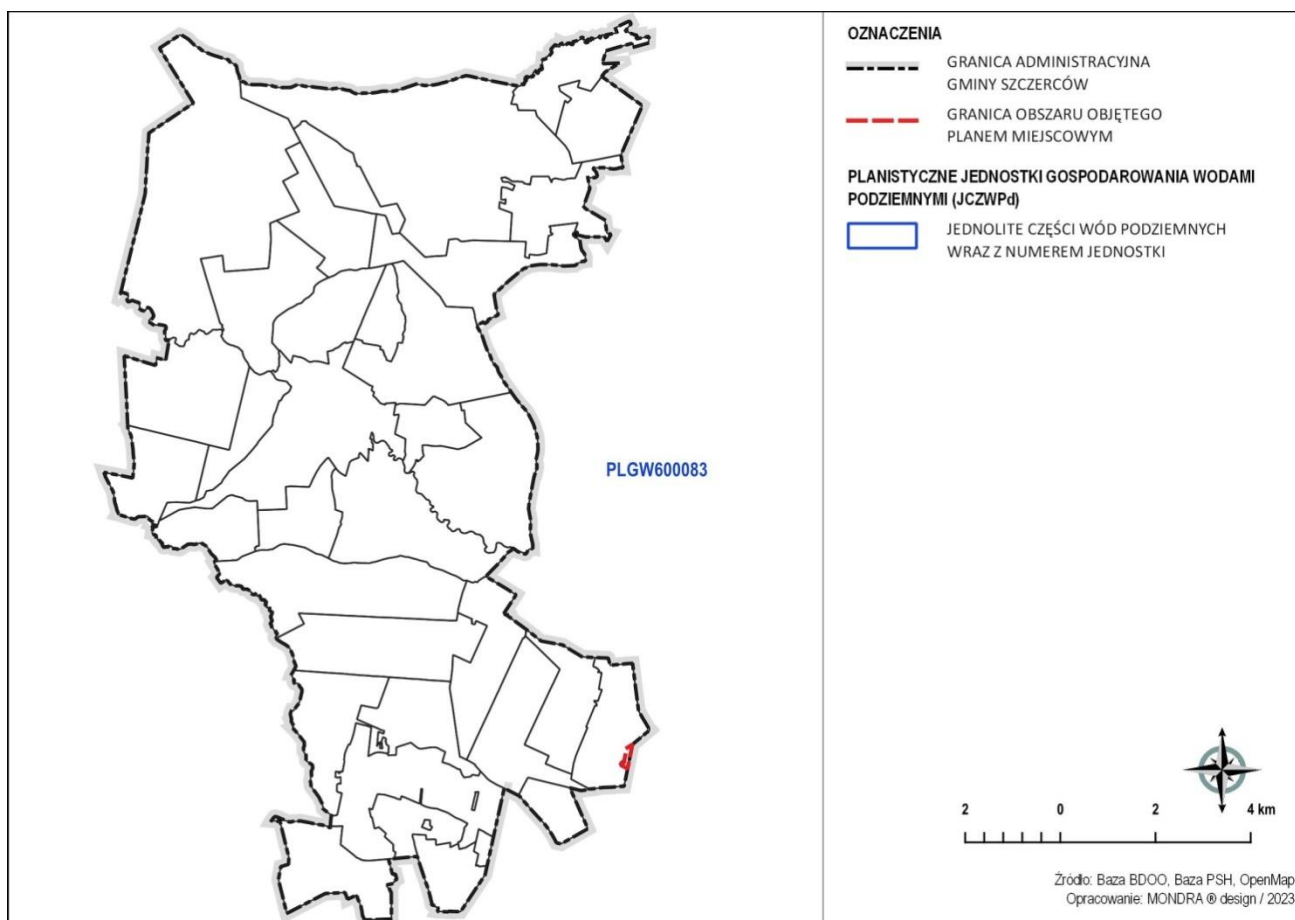 OZNACZENIA
GRANICA ADMINISTRACYJNA
GMINY SZCZERCÓW
GRANICA OBSZARU OBJĘTEGO
PLANEM MIEJSCOWYM
PLANISTYCZNE JEDNOSTKI GOSPODAROWANIA WODAMI
PODZIEMNYMI (JCZWPd)
JEDNOLITE CZĘŚCI WÓD PODZIEMNYCH
WRAZ Z NUMEREM JEDNOSTKI
PLGW600083
2 0 2 4 km
Źródło: Baza BDOO, Baza PSH, OpenMap
Opracowanie: MONDRA ® design / 2023